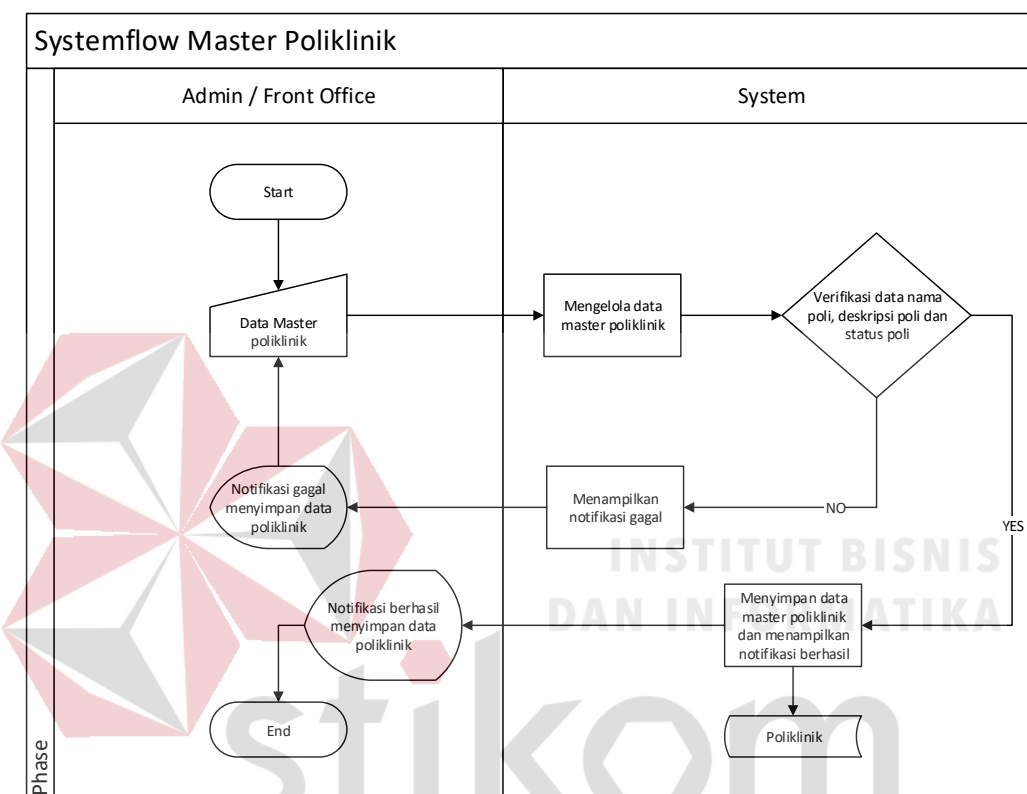 Systemflow Master Poliklinik
Admin / Front Office
System
Start
Data Master
poliklinik
Mengelola data
master poliklinik
Verifikasi data nama
poli, deskripsi poli dan
status poli
Notifikasi gagal
menyimpan data
poliklinik
Menampilkan
notifikasi gagal
NO
YES
INSTITUT BISNIS
DAN INFORMATIKA
Notifikasi berhasil
menyimpan data
poliklinik
Menyimpan data
master poliklinik
dan menampilkan
notifikasi berhasil
End
Poliklinik
stikom
Phase